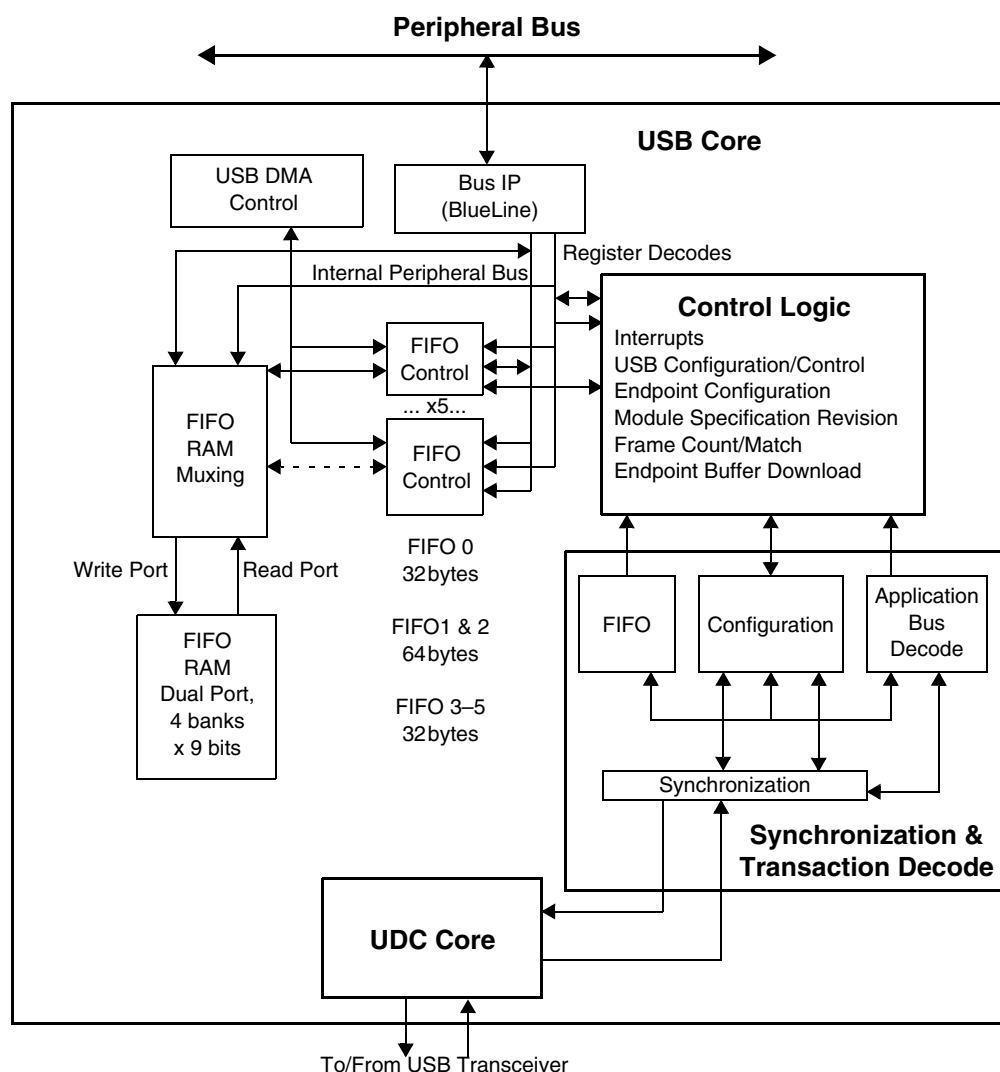 Peripheral Bus
USB Core
USB DMA
Control
Bus IP
(BlueLine)
Register Decodes
Internal Peripheral Bus
Control Logic
Interrupts
USB Configuration/Control
Endpoint Configuration
Module Specification Revision
Frame Count/Match
Endpoint Buffer Download
FIFO
Control
... x5...
FIFO
Control
FIFO
RAM
Muxing
Write Port
Read Port
FIFO
RAM
Dual Port,
4 banks
x 9 bits
FIFO 0
32bytes
FIFO1 & 2
64bytes
FIFO 3–5
32bytes
FIFO
Configuration
Application
Bus
Decode
Synchronization
Synchronization &
Transaction Decode
UDC Core
To/From USB Transceiver